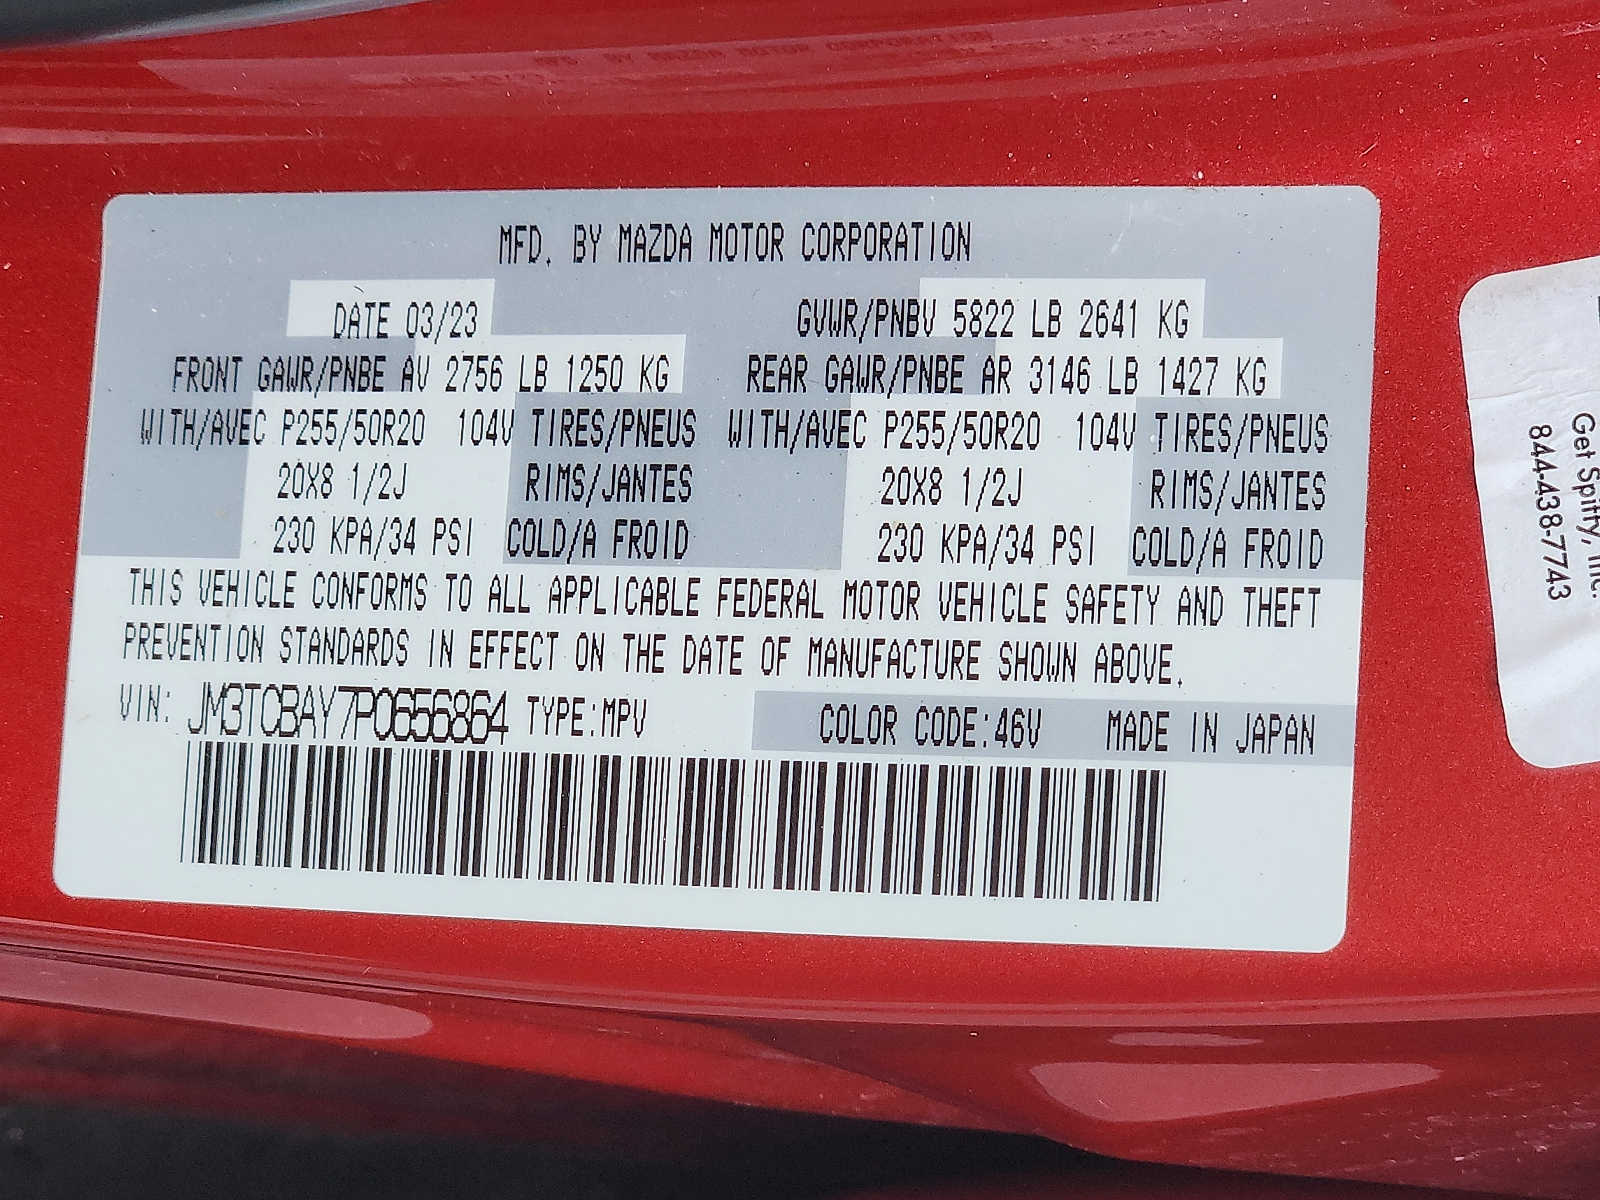 MFD. BY MAZDA MOTOR CORPORATION
DATE 03/23 GVWR/PNBV 5822 LB 2641 KG
FRONT GAWR/PNBE AV 2756 LB 1250 KG REAR GAWR/PNBE AR 3146 LB 1427 KG
WITH/AVEC P255/50R20 104V TIRES/PNEUS WITH/AVEC P255/50R20 104V TIRES/PNEUS
20X8 1/2J RIMS/JANTES 20X8 1/2J RIMS/JANTES
230 KPA/34 PSI COLD/A FROID 230 KPA/34 PSI COLD/A FROID
THIS VEHICLE CONFORMS TO ALL APPLICABLE FEDERAL MOTOR VEHICLE SAFETY AND THEFT
PREVENTION STANDARDS IN EFFECT ON THE DATE OF MANUFACTURE SHOWN ABOVE.
VIN: JM3TCBAY7P0656864 TYPE:MPV COLOR CODE:46V MADE IN JAPAN
Get Spiffy, Inc.
844-438-7743